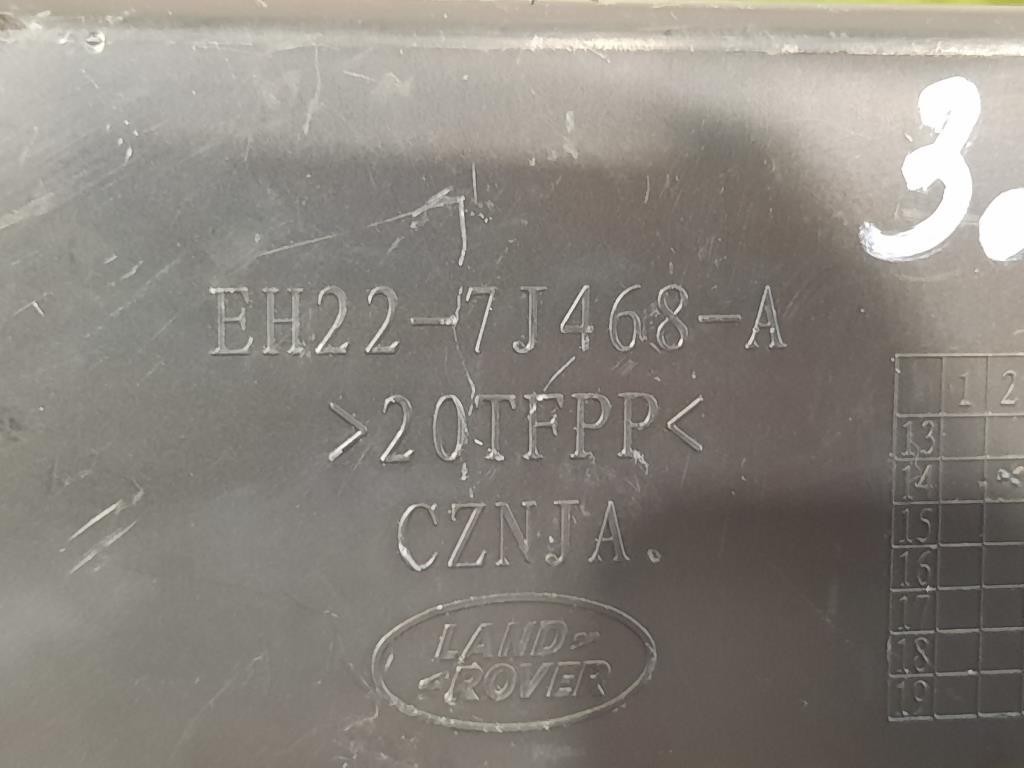 3.
EH22-7J468-A
>20TFPP<
CZNJA.
LAND
ROVER
1 2
13
14
15
16
17
18
19